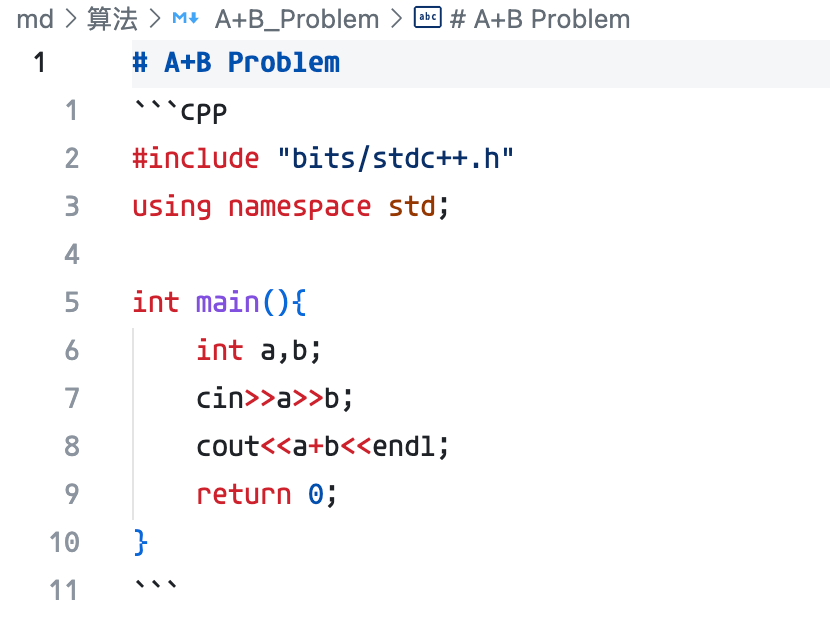 md > 算法 > M↓ A+B_Problem > abc # A+B Problem
1 # A+B Problem
1 ```cpp
2 #include "bits/stdc++.h"
3 using namespace std;
4
5 int main(){
6     int a,b;
7     cin>>a>>b;
8     cout<<a+b<<endl;
9     return 0;
10 }
11 ```